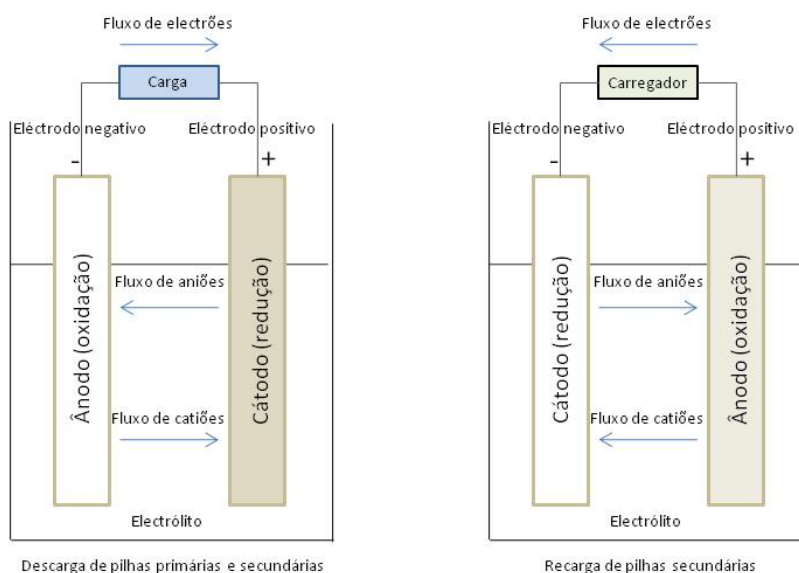 Fluxo de electrões
Carga
Eléctrodo negativo
Eléctrodo positivo
-
+
Ânodo (oxidação)
Fluxo de aniões
Fluxo de catiões
Cátodo (redução)
Electrólito
Descarga de pilhas primárias e secundárias
Fluxo de electrões
Carregador
Eléctrodo negativo
Eléctrodo positivo
-
+
Cátodo (redução)
Fluxo de aniões
Fluxo de catiões
Ânodo (oxidação)
Electrólito
Recarga de pilhas secundárias